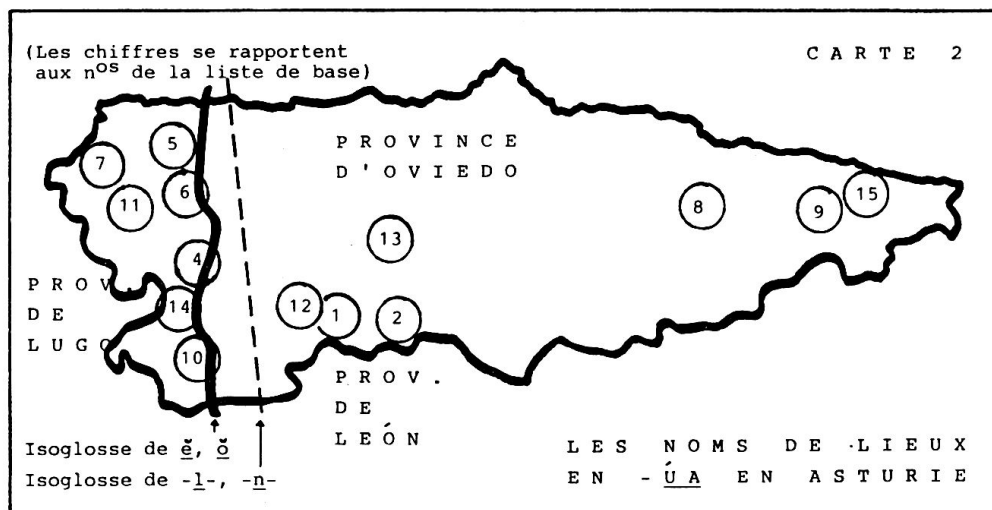 (Les chiffres se rapportent
aux nos de la liste de base)
CARTE 2
PROVINCE
D'OVIEDO
5
7
6
11
8
9
15
13
4
PROV.
DE
LUGO
14
12
1
2
10
PROV.
DE
LEÓN
Isoglosse de ĕ, ŏ
Isoglosse de -l-, -n-
LES NOMS DE LIEUX
EN -ÚA EN ASTURIE